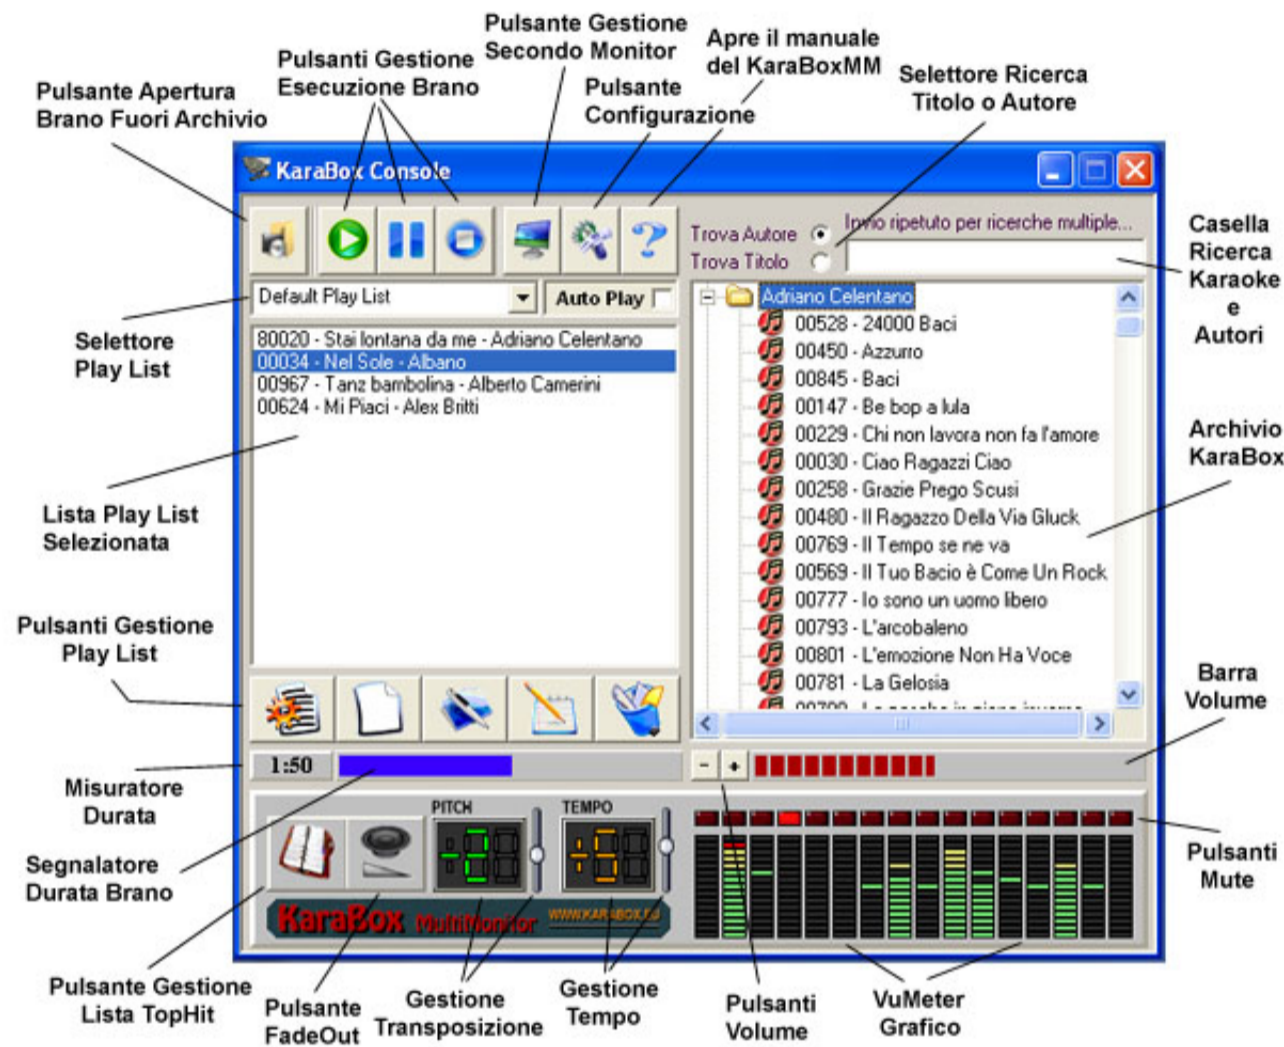 Pulsante Gestione
Secondo Monitor
Apre il manuale
del KaraBoxMM
Pulsanti Gestione
Esecuzione Brano
Selettore Ricerca
Titolo o Autore
Pulsante Apertura
Brano Fuori Archivio
Pulsante
Configurazione
KaraBox Console
Trova Autore
Invio ripetuto per ricerche multiple...
Trova Titolo
Casella
Ricerca
Karaoke
e
Autori
Default Play List
Auto Play
Adriano Celentano
Selettore
Play List
80020 - Stai lontana da me - Adriano Celentano
00034 - Nel Sole - Albano
00967 - Tanz bambolina - Alberto Camerini
00624 - Mi Piaci - Alex Britti
00528 - 24000 Baci
00450 - Azzurro
00845 - Baci
00147 - Be bop a lula
00229 - Chi non lavora non fa l'amore
00030 - Ciao Ragazzi Ciao
00258 - Grazie Prego Scusi
00480 - Il Ragazzo Della Via Gluck
00769 - Il Tempo se ne va
00569 - Il Tuo Bacio è Come Un Rock
00777 - Io sono un uomo libero
00793 - L'arcobaleno
00801 - L'emozione Non Ha Voce
00781 - La Gelosia
Archivio
KaraBox
Lista Play List
Selezionata
Pulsanti Gestione
Play List
Barra
Volume
1:50
- +
Misuratore
Durata
PITCH
TEMPO
-2
+5
Segnalatore
Durata Brano
Pulsanti
Mute
KaraBox MultiMonitor WWW.KARABOX.EU
Pulsante Gestione
Lista TopHit
Pulsante
FadeOut
Gestione
Transposizione
Gestione
Tempo
Pulsanti
Volume
VuMeter
Grafico